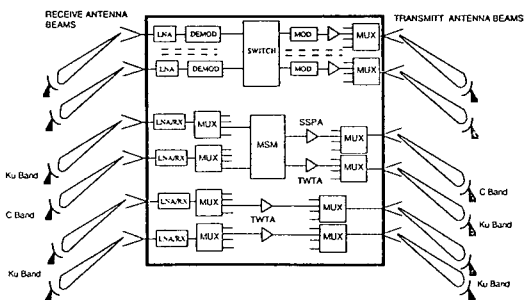 RECEIVE ANTENNA BEAMS
TRANSMITT ANTENNA BEAMS
LNA DEMOD SWITCH MOD MUX
LNA DEMOD MOD MUX
LNA/RX MUX MSM SSPA MUX
Ku Band
LNA/RX MUX TWTA MUX
C Band
C Band
LNA/RX MUX TWTA MUX
Ku Band
LNA/RX MUX MUX
Ku Band
Ku Band